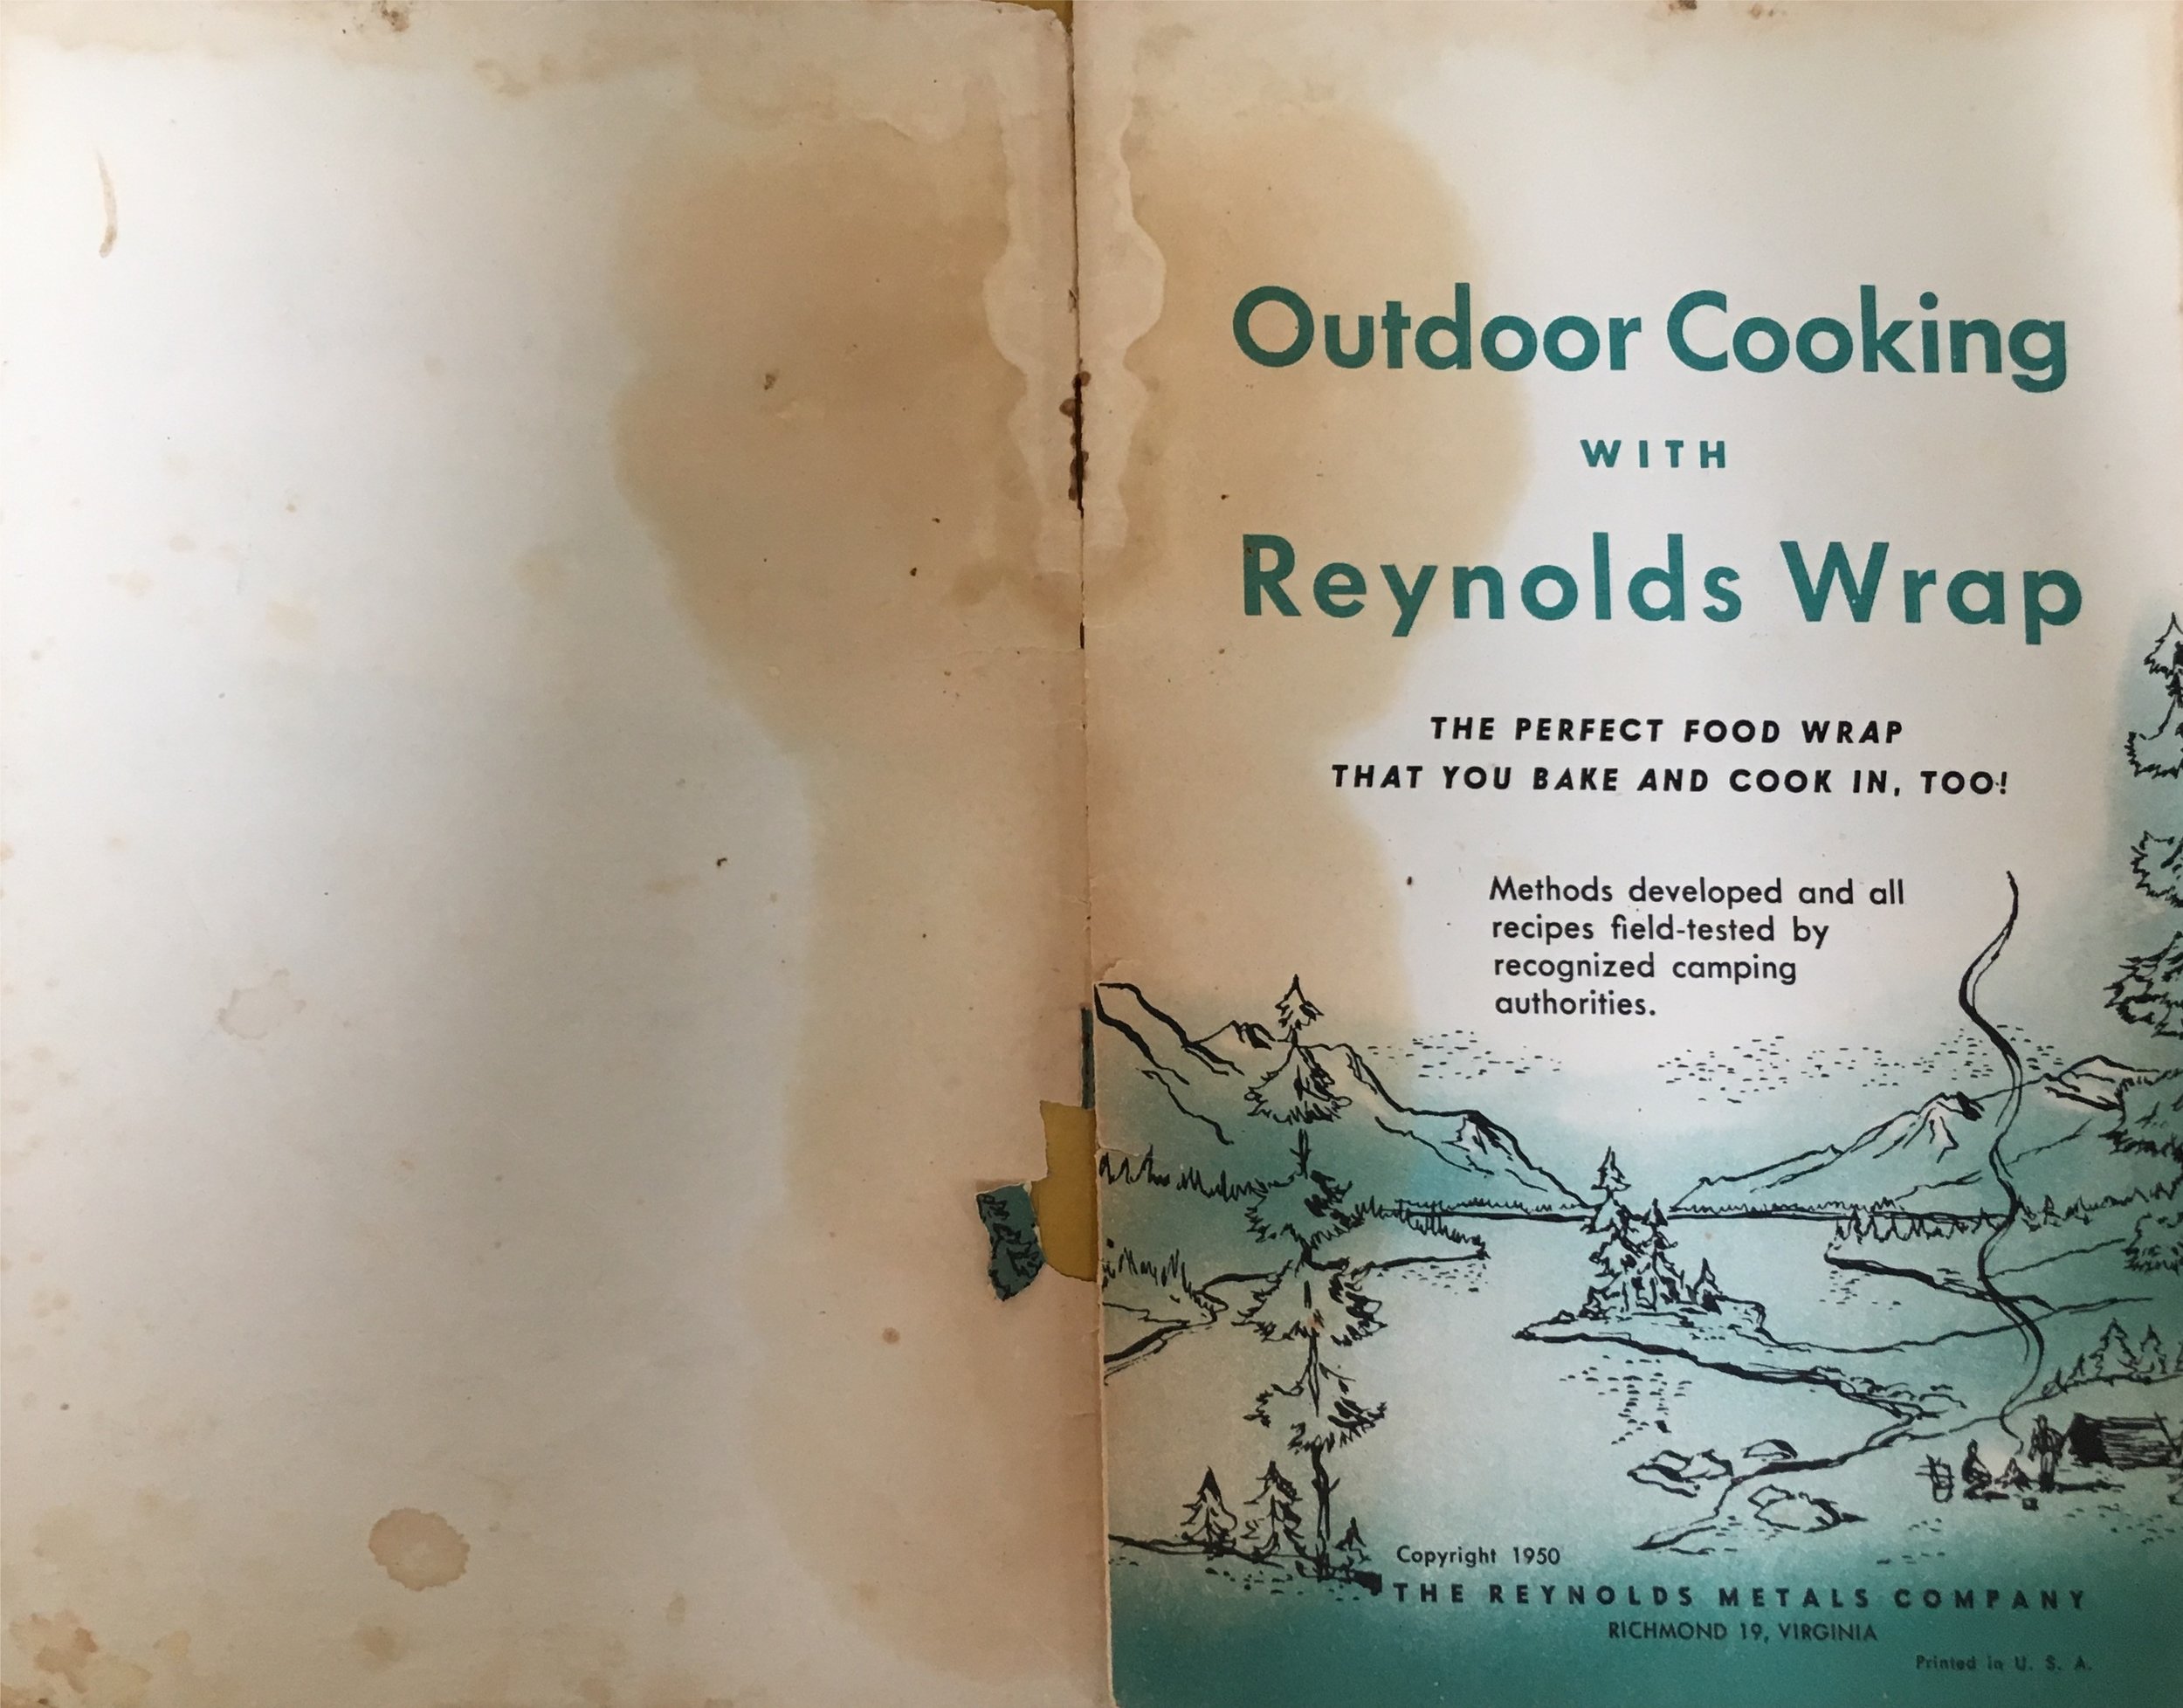 Outdoor Cooking
WITH
Reynolds Wrap
THE PERFECT FOOD WRAP
THAT YOU BAKE AND COOK IN, TOO!
Methods developed and all
recipes field-tested by
recognized camping
authorities.
Copyright 1950
THE REYNOLDS METALS COMPANY
RICHMOND 19, VIRGINIA
Printed in U. S. A.